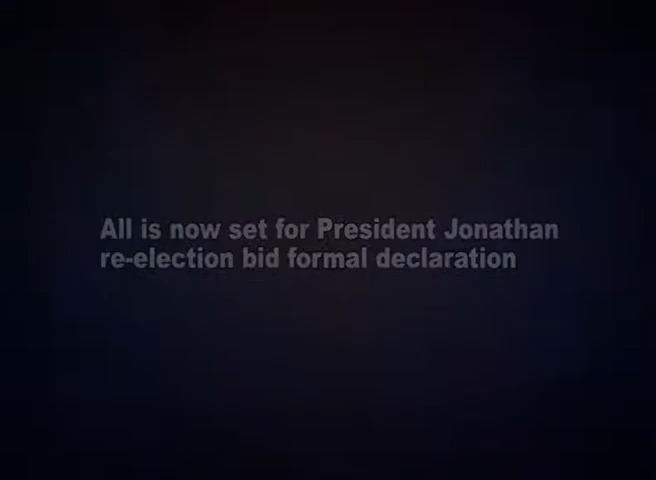 All is now set for President Jonathan
re-election bid formal declaration